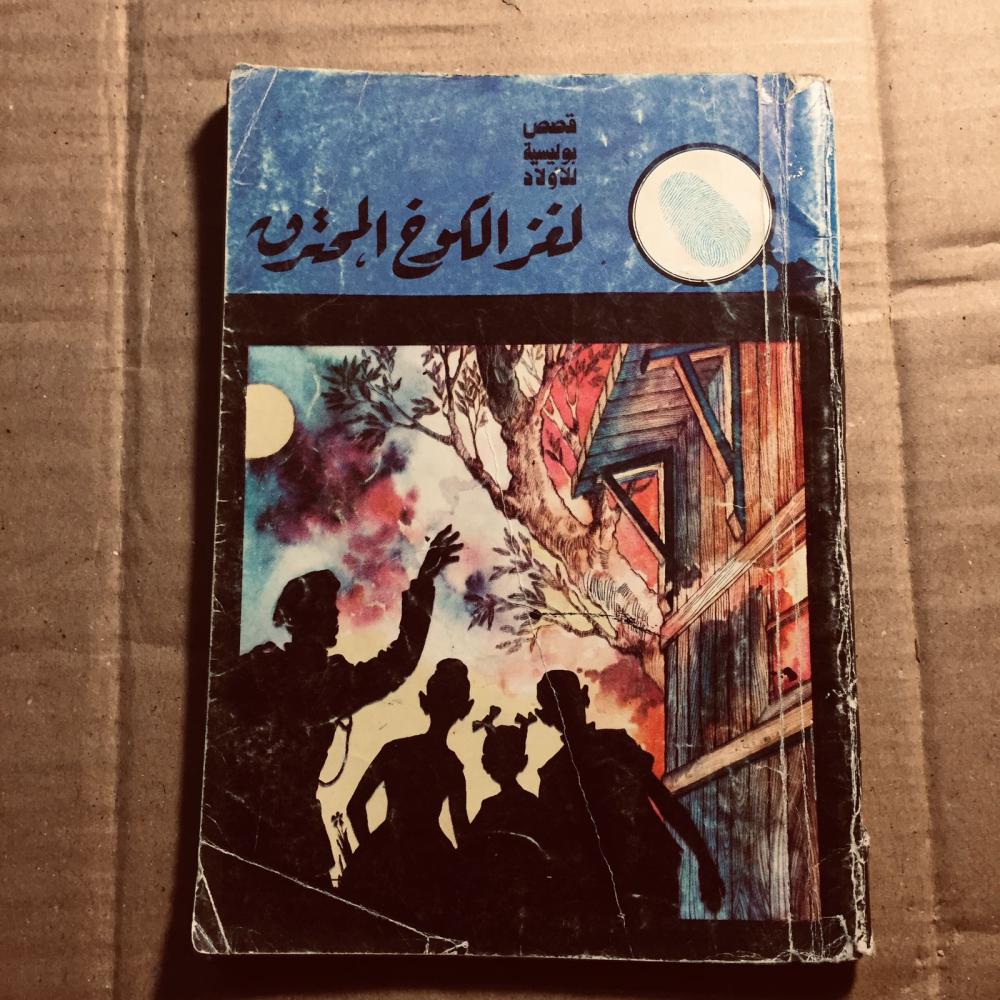 قصص
بوليسية
للأولاد
لغز الكوخ المحترق